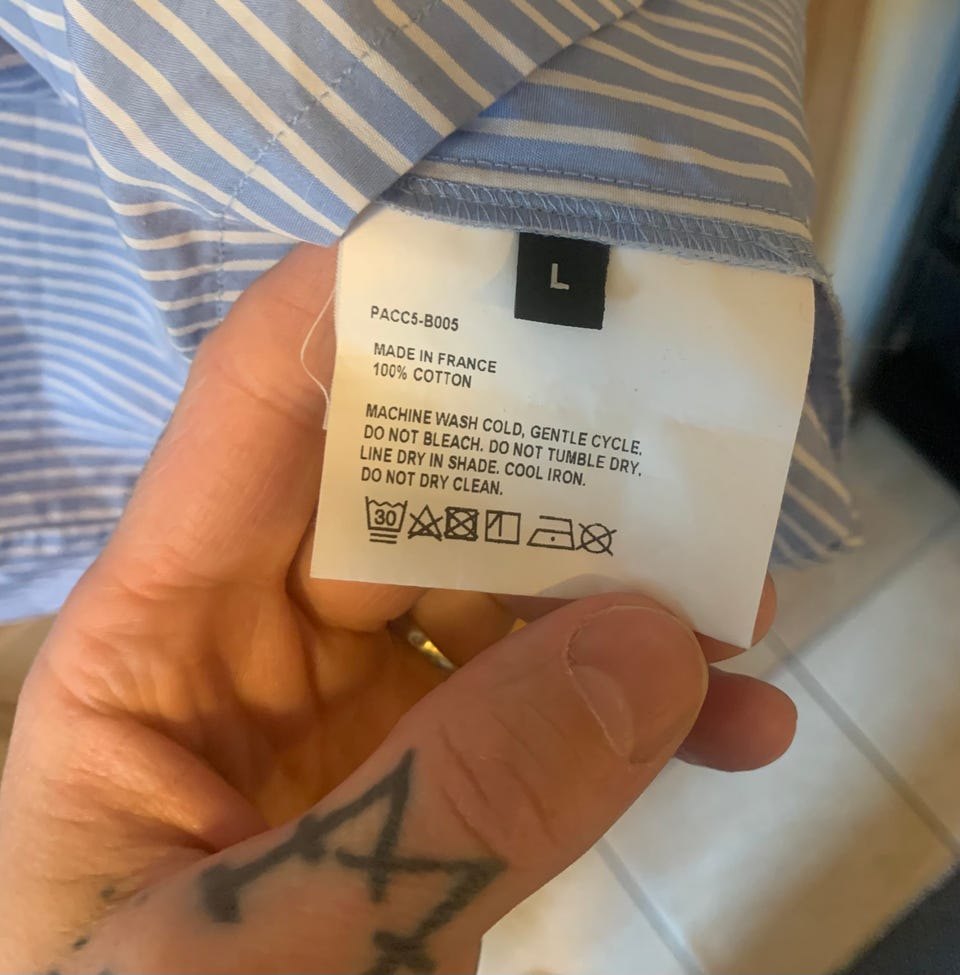 L
PACC5-B005
MADE IN FRANCE
100% COTTON
MACHINE WASH COLD, GENTLE CYCLE.
DO NOT BLEACH. DO NOT TUMBLE DRY.
LINE DRY IN SHADE. COOL IRON.
DO NOT DRY CLEAN.
30